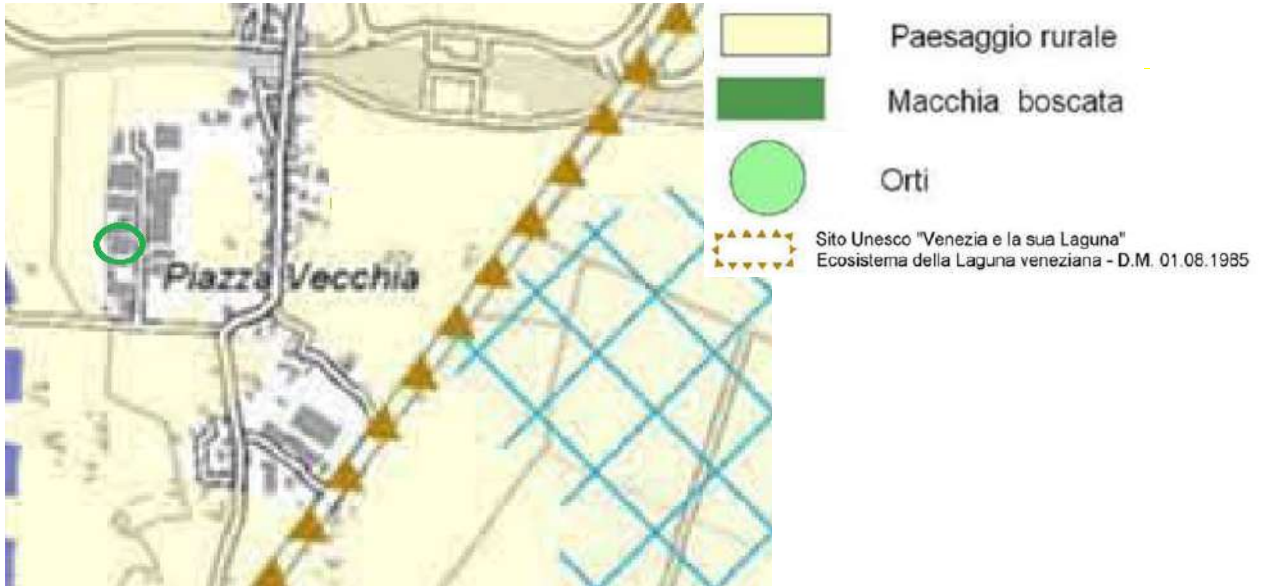 Piazza Vecchia
Paesaggio rurale
Macchia boscata
Orti
Sito Unesco "Venezia e la sua Laguna"
Ecosistema della Laguna veneziana - D.M. 01.08.1985